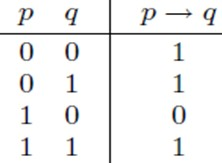 p q p → q
0 0 1
0 1 1
1 0 0
1 1 1